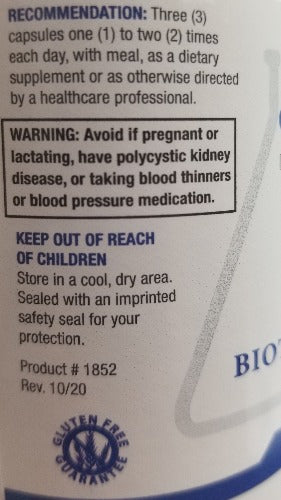 RECOMMENDATION: Three (3)
capsules one (1) to two (2) times
each day, with meal, as a dietary
supplement or as otherwise directed
by a healthcare professional.
WARNING: Avoid if pregnant or
lactating, have polycystic kidney
disease, or taking blood thinners
or blood pressure medication.
KEEP OUT OF REACH
OF CHILDREN
Store in a cool, dry area.
Sealed with an imprinted
safety seal for your
protection.
Product # 1852
Rev. 10/20
GLUTEN FREE
GUARANTEE
BIOT